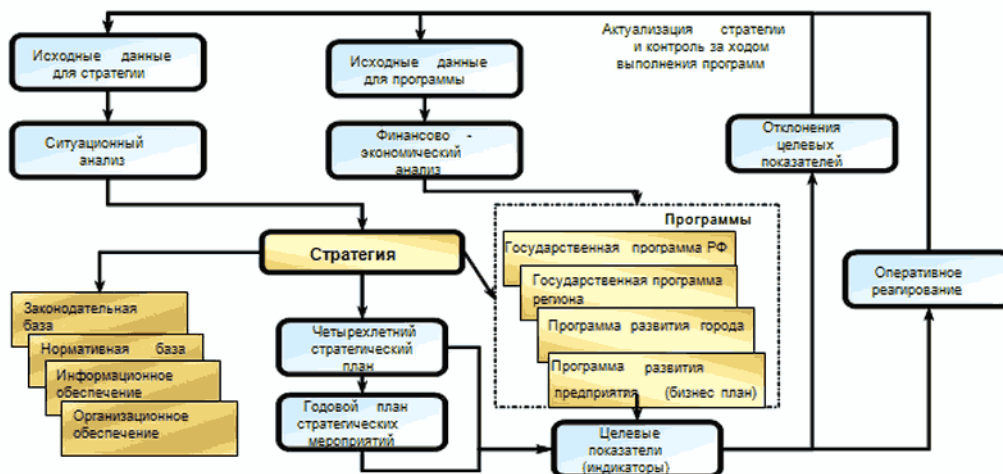 Актуализация стратегии
и контроль за ходом
выполнения программ
Исходные данные
для стратегии
Исходные данные
для программы
Ситуационный
анализ
Финансово -
экономический
анализ
Отклонения
целевых
показателей
Программы
Государственная программа РФ
Государственная программа
региона
Программа развития города
Программа развития
предприятия (бизнес план)
Стратегия
Оперативное
реагирование
Законодательная
база
Нормативная база
Информационное
обеспечение
Организационное
обеспечение
Четырехлетний
стратегический
план
Годовой план
стратегических
мероприятий
Целевые
показатели
(индикаторы)